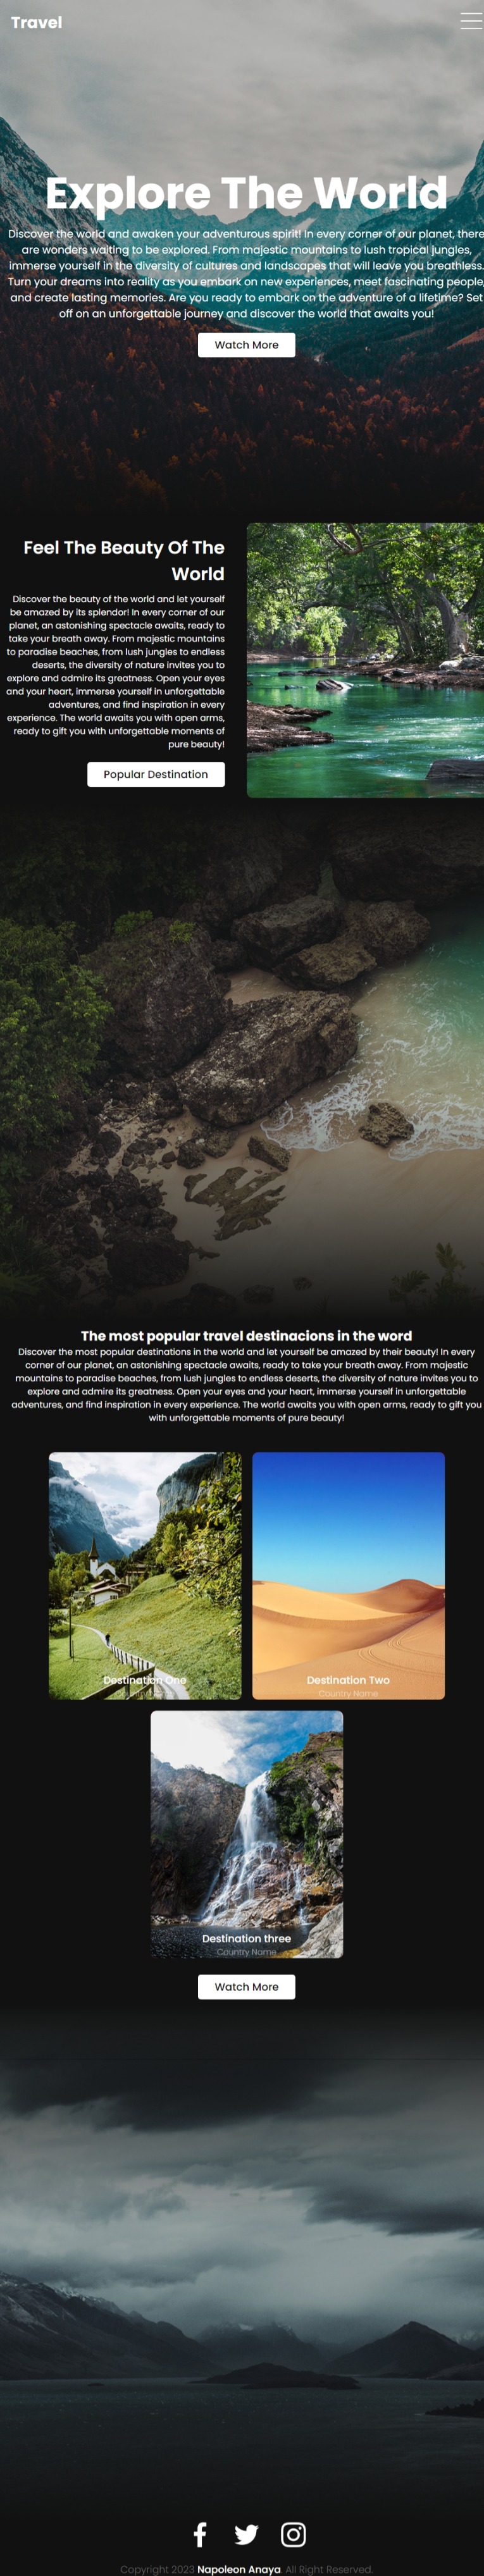 Travel
Explore The World
Discover the world and awaken your adventurous spirit! In every corner of our planet, there
are wonders waiting to be explored. From majestic mountains to lush tropical jungles,
immerse yourself in the diversity of cultures and landscapes that will leave you breathless.
Turn your dreams into reality as you embark on new experiences, meet fascinating people,
and create lasting memories. Are you ready to embark on the adventure of a lifetime? Set
off on an unforgettable journey and discover the world that awaits you!
Watch More
Feel The Beauty Of The
World
Discover the beauty of the world and let yourself
be amazed by its splendor! In every corner of our
planet, an astonishing spectacle awaits, ready to
take your breath away. From majestic mountains
to paradise beaches, from lush jungles to endless
deserts, the diversity of nature invites you to
explore and admire its greatness. Open your eyes
and your heart, immerse yourself in unforgettable
adventures, and find inspiration in every
experience. The world awaits you with open arms,
ready to gift you with unforgettable moments of
pure beauty!
Popular Destination
The most popular travel destinacions in the word
Discover the most popular destinations in the world and let yourself be amazed by their beauty! In every
corner of our planet, an astonishing spectacle awaits, ready to take your breath away. From majestic
mountains to paradise beaches, from lush jungles to endless deserts, the diversity of nature invites you to
explore and admire its greatness. Open your eyes and your heart, immerse yourself in unforgettable
adventures, and find inspiration in every experience. The world awaits you with open arms, ready to gift you
with unforgettable moments of pure beauty!
Destination One
Destination Two
Country Name
Destination three
Country Name
Watch More
Copyright 2023 Napoleon Anaya. All Right Reserved.